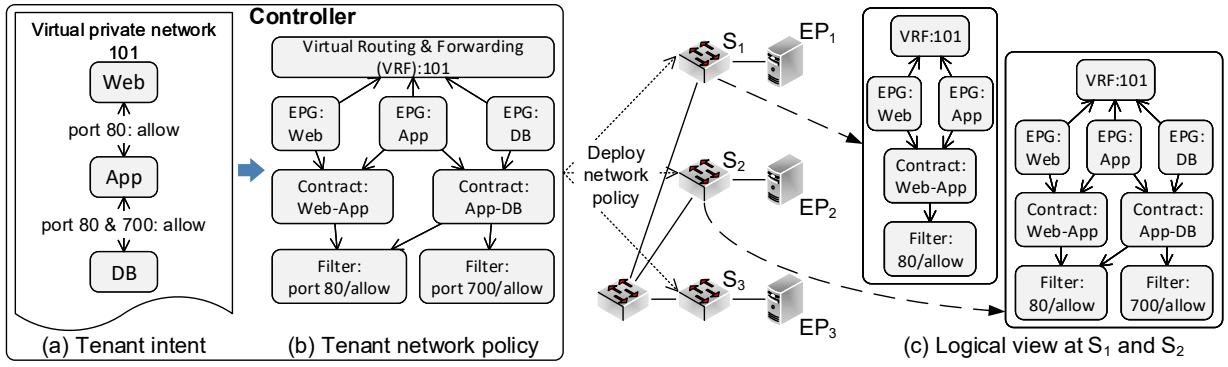 Controller
Virtual private network
101
Web
port 80: allow
App
port 80 & 700: allow
DB
(a) Tenant intent
Virtual Routing & Forwarding
(VRF):101
EPG:
Web
EPG:
App
EPG:
DB
Contract:
Web-App
Contract:
App-DB
Filter:
port 80/allow
Filter:
port 700/allow
(b) Tenant network policy
Deploy
network
policy
S1
EP1
S2
EP2
S3
EP3
VRF:101
EPG:
Web
EPG:
App
Contract:
Web-App
Filter:
80/allow
VRF:101
EPG:
Web
EPG:
App
EPG:
DB
Contract:
Web-App
Contract:
App-DB
Filter:
80/allow
Filter:
700/allow
(c) Logical view at S1 and S2